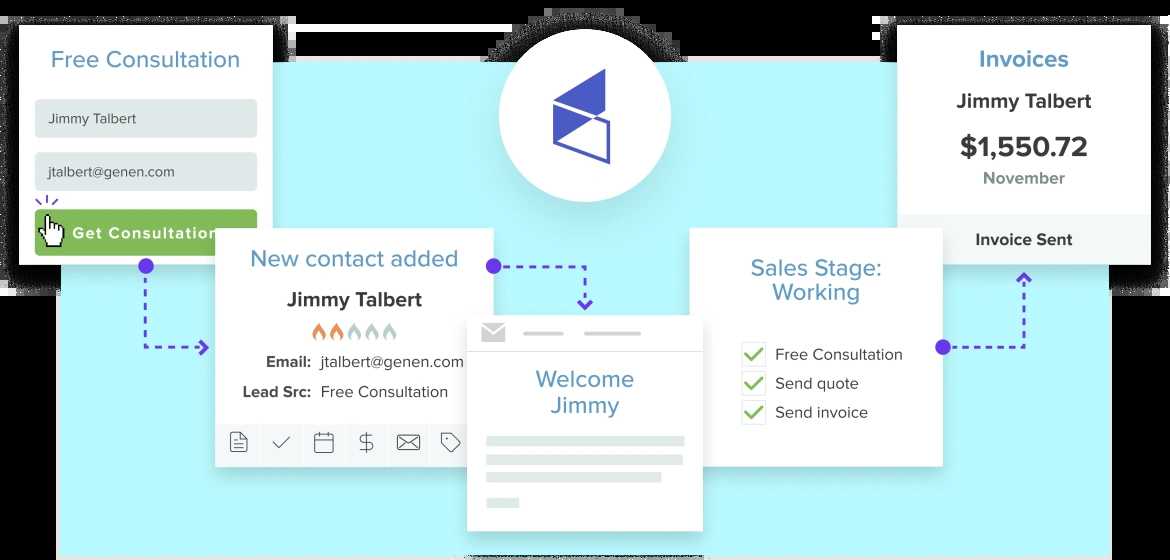 Free Consultation
Jimmy Talbert
jtalbert@genen.com
Get Consultation
New contact added
Jimmy Talbert
Email: jtalbert@genen.com
Lead Src: Free Consultation
Welcome
Jimmy
Sales Stage:
Working
Free Consultation
Send quote
Send invoice
Invoices
Jimmy Talbert
$1,550.72
November
Invoice Sent